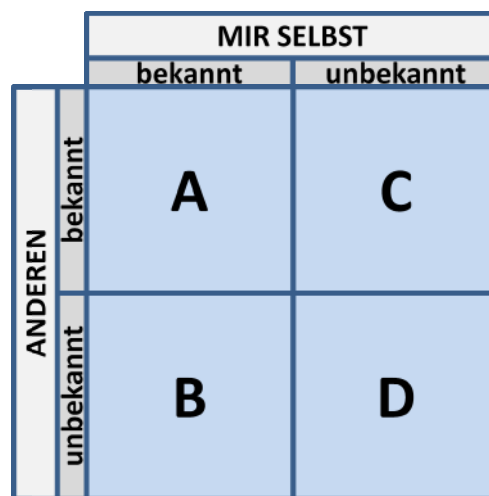 MIR SELBST
bekannt unbekannt
ANDEREN
bekannt
A C
unbekannt
B D